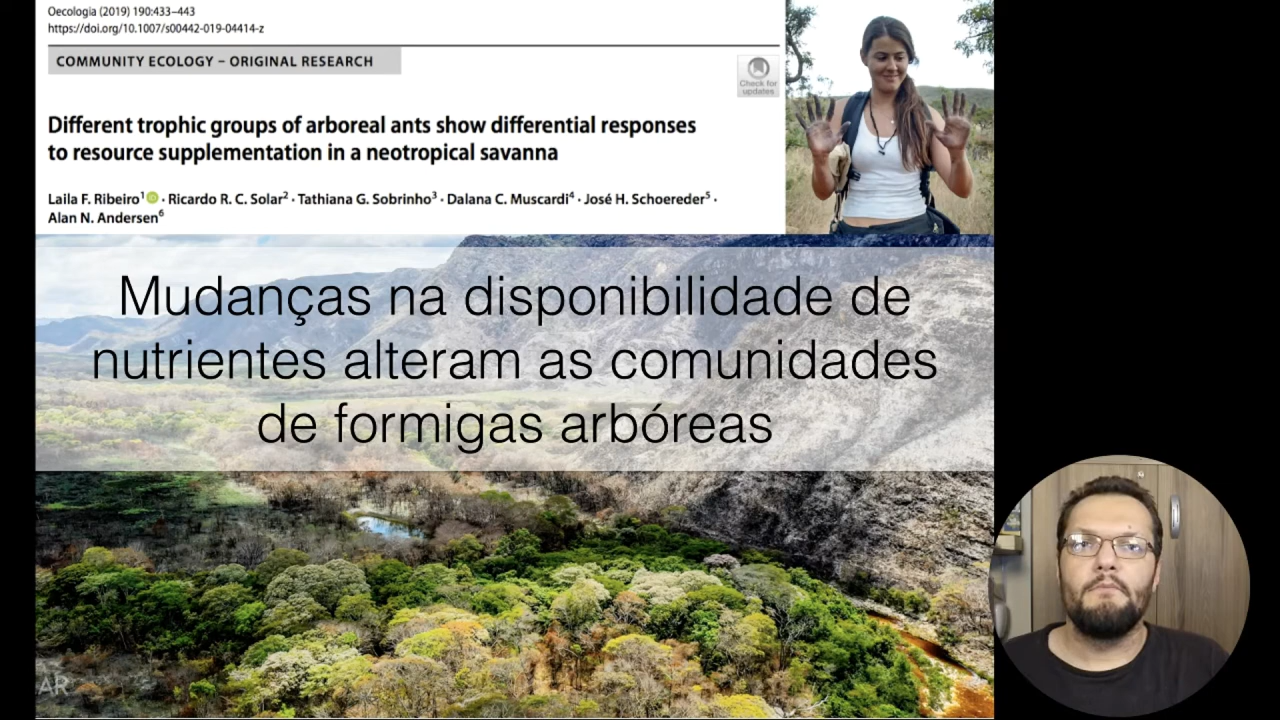 Oecologia (2019) 190:433–443
https://doi.org/10.1007/s00442-019-04414-z
COMMUNITY ECOLOGY – ORIGINAL RESEARCH
Check for
updates
Different trophic groups of arboreal ants show differential responses
to resource supplementation in a neotropical savanna
Laila F. Ribeiro1 · Ricardo R. C. Solar2 · Tathiana G. Sobrinho3 · Dalana C. Muscardi4 · José H. Schoereder5 ·
Alan N. Andersen6
Mudanças na disponibilidade de
nutrientes alteram as comunidades
de formigas arbóreas
AR